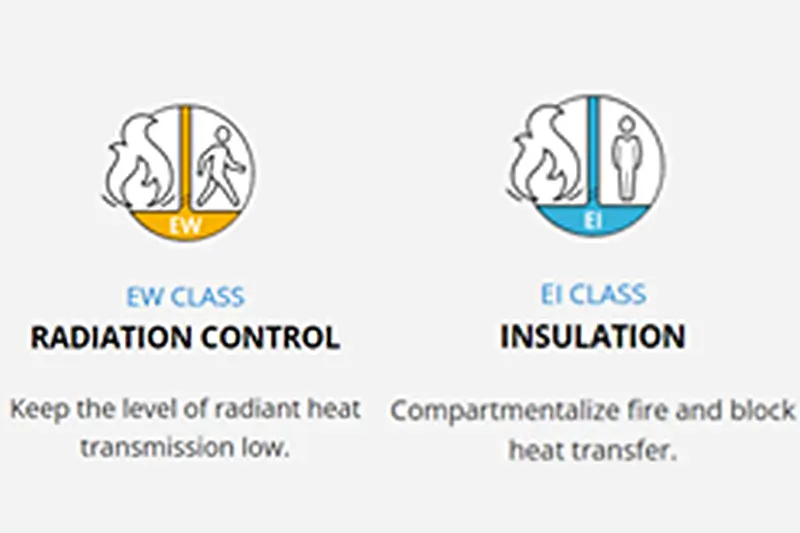 EW
EW CLASS
RADIATION CONTROL
Keep the level of radiant heat
transmission low.
EI
EI CLASS
INSULATION
Compartmentalize fire and block
heat transfer.